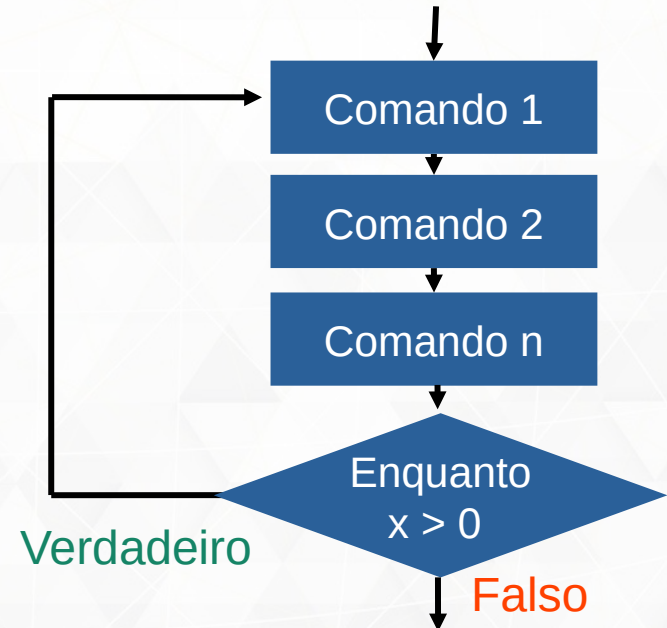 Comando 1
Comando 2
Comando n
Enquanto
x > 0
Verdadeiro
Falso